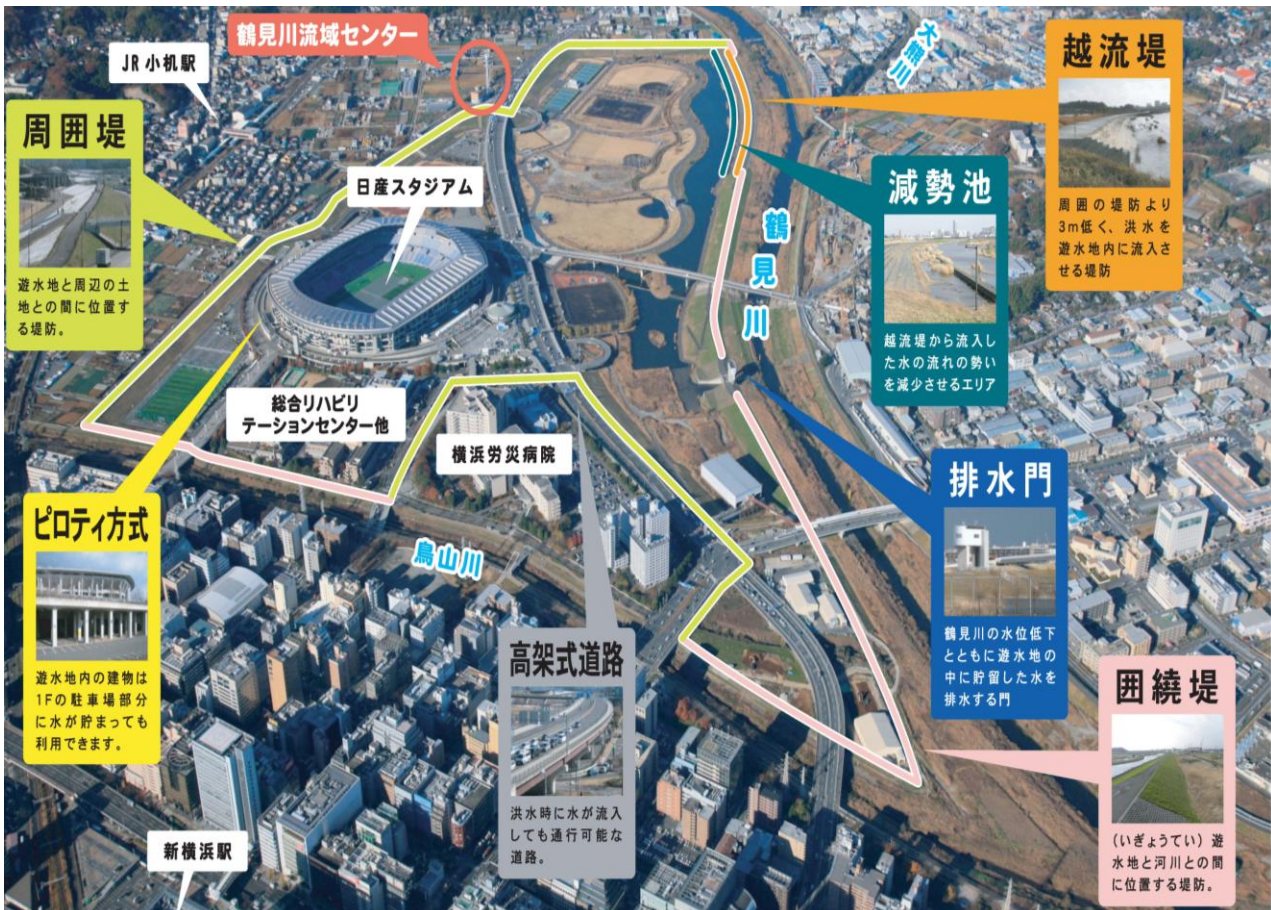 鶴見川流域センター
JR小机駅
周囲堤
遊水地と周辺の土
地との間に位置す
る堤防。
日産スタジアム
大熊川
越流堤
周囲の堤防より
3m低く、洪水を
遊水地内に流入さ
せる堤防
減勢池
越流堤から流入し
た水の流れの勢い
を減少させるエリア
鶴見川
総合リハビリ
テーションセンター他
横浜労災病院
ピロティ方式
遊水地内の建物は
1Fの駐車場部分
に水が貯まっても
利用できます。
鳥山川
高架式道路
洪水時に水が流入
しても通行可能な
道路。
排水門
鶴見川の水位低下
とともに遊水地の
中に貯留した水を
排水する門
囲繞堤
(いぎょうてい)遊
水地と河川との間
に位置する堤防。
新横浜駅